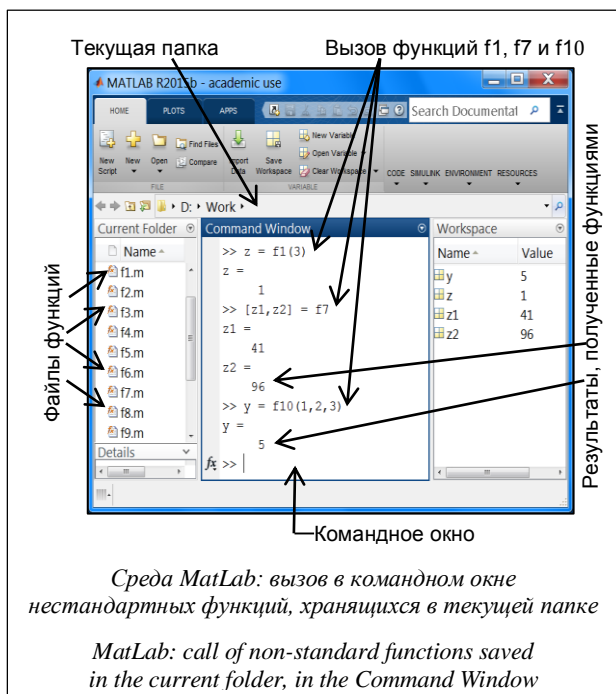 Текущая папка
Вызов функций f1, f7 и f10
MATLAB R2015b - academic use
HOME
PLOTS
APPS
Search Documentat
New Script
New
Open
Find Files
Compare
Import Data
Save Workspace
New Variable
Open Variable
Clear Workspace
CODE
SIMULINK
ENVIRONMENT
RESOURCES
FILE
VARIABLE
D: Work
Current Folder
Name
f1.m
f2.m
f3.m
f4.m
f5.m
f6.m
f7.m
f8.m
f9.m
Details
Command Window
>> z = f1(3)
z =
1
>> [z1,z2] = f7
z1 =
41
z2 =
96
>> y = f10(1,2,3)
y =
5
fx >>
Workspace
Name Value
y 5
z 1
z1 41
z2 96
Файлы функций
Результаты, полученные функциями
Командное окно
Среда MatLab: вызов в командном окне
нестандартных функций, хранящихся в текущей папке
MatLab: call of non-standard functions saved
in the current folder, in the Command Window